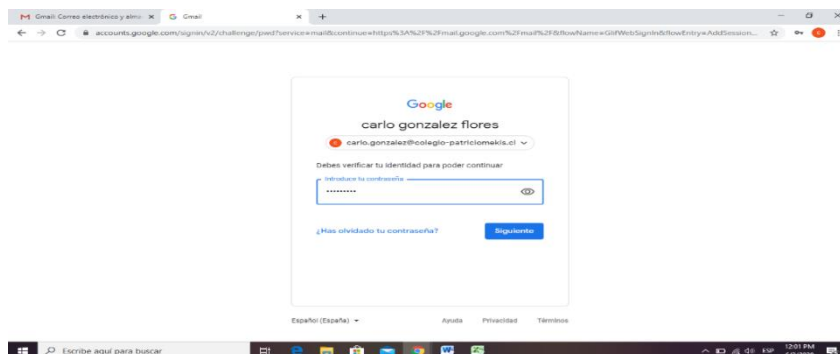 Gmail: Correo electrónico y alma
Gmail
accounts.google.com/signin/v2/challenge/pwd?service=mail&continue=https%3A%2F%2Fmail.google.com%2Fmail%2F&flowName=GlifWebSignIn&flowEntry=AddSession...
Google
carlo gonzalez flores
carlo.gonzalez@colegio-patriciomekis.cl
Debes verificar tu identidad para poder continuar
Introduce tu contraseña
¿Has olvidado tu contraseña?
Siguiente
Español (España)
Ayuda
Privacidad
Términos
Escribe aquí para buscar
ESP
12:01 PM